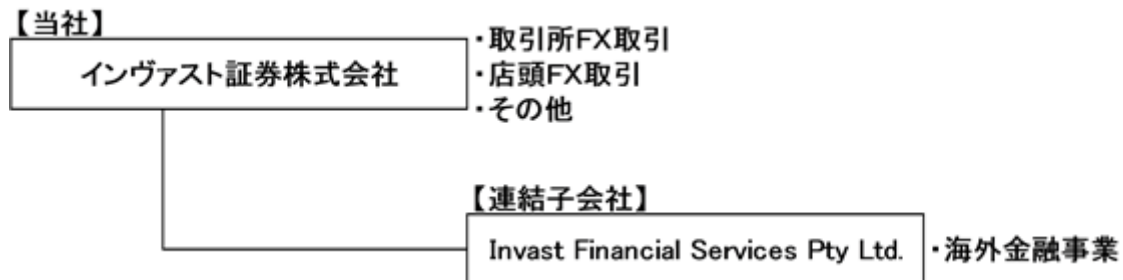 【当社】
インヴァスト証券株式会社
・取引所FX取引
・店頭FX取引
・その他
【連結子会社】
Invast Financial Services Pty Ltd.
・海外金融事業